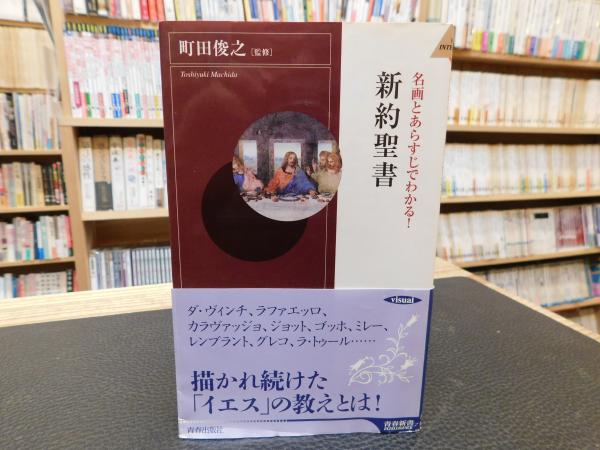 町田俊之[監修]
Toshiyuki Machida
INTE
名画とあらすじでわかる!
新約聖書
visual
ダ・ヴィンチ、ラファエッロ、
カラヴァッジョ、ジョット、ゴッホ、ミレー、
レンブラント、グレコ、ラ・トゥール……
描かれ続けた
「イエス」の教えとは!
青春出版社
青春新書